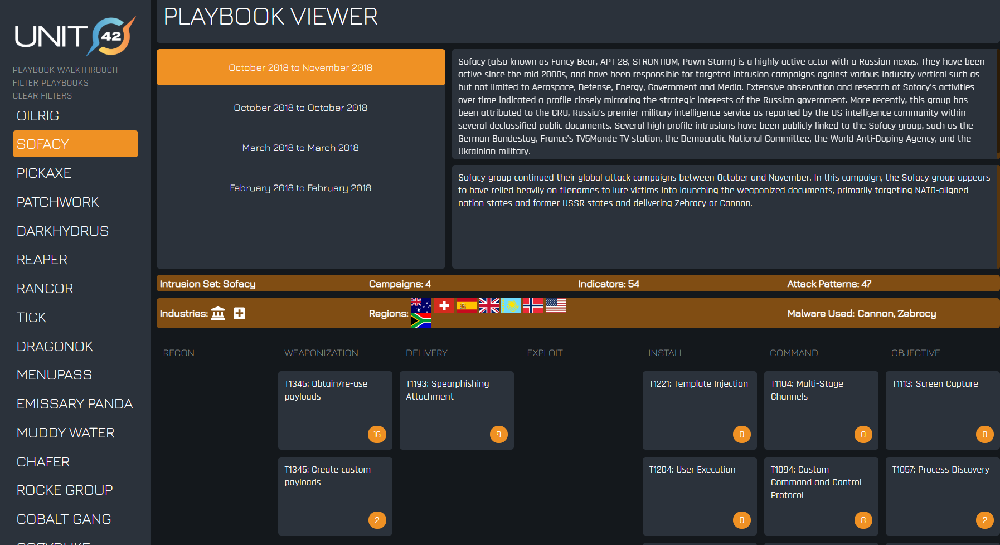 UNIT 42
PLAYBOOK WALKTHROUGH
FILTER PLAYBOOKS
CLEAR FILTERS
OILRIG
SOFACY
PICKAXE
PATCHWORK
DARKHYDRUS
REAPER
RANCOR
TICK
DRAGONOK
MENUPASS
EMISSARY PANDA
MUDDY WATER
CHAFER
ROCKE GROUP
COBALT GANG
PLAYBOOK VIEWER
October 2018 to November 2018
October 2018 to October 2018
March 2018 to March 2018
February 2018 to February 2018
Sofacy (also known as Fancy Bear, APT 28, STRONTIUM, Pawn Storm) is a highly active actor with a Russian nexus. They have been
active since the mid 2000s, and have been responsible for targeted intrusion campaigns against various industry vertical such as
but not limited to Aerospace, Defense, Energy, Government and Media. Extensive observation and research of Sofacy's activities
over time indicated a profile closely mirroring the strategic interests of the Russian government. More recently, this group has
been attributed to the GRU, Russia's premier military intelligence service as reported by the US intelligence community within
several declassified public documents. Several high profile intrusions have been publicly linked to the Sofacy group, such as the
German Bundestag, France's TV5Monde TV station, the Democratic National Committee, the World Anti-Doping Agency, and the
Ukrainian military.
Sofacy group continued their global attack campaigns between October and November. In this campaign, the Sofacy group appears
to have relied heavily on filenames to lure victims into launching the weaponized documents, primarily targeting NATO-aligned
nation states and former USSR states and delivering Zebrocy or Cannon.
Intrusion Set: Sofacy
Campaigns: 4
Indicators: 54
Attack Patterns: 47
Industries:
Regions:
Malware Used: Cannon, Zebrocy
RECON
WEAPONIZATION
DELIVERY
EXPLOIT
INSTALL
COMMAND
OBJECTIVE
T1346: Obtain/re-use
payloads
16
T1193: Spearphishing
Attachment
9
T1221: Template Injection
0
T1104: Multi-Stage
Channels
0
T1113: Screen Capture
0
T1345: Create custom
payloads
2
T1204: User Execution
0
T1094: Custom
Command and Control
Protocol
8
T1057: Process Discovery
2